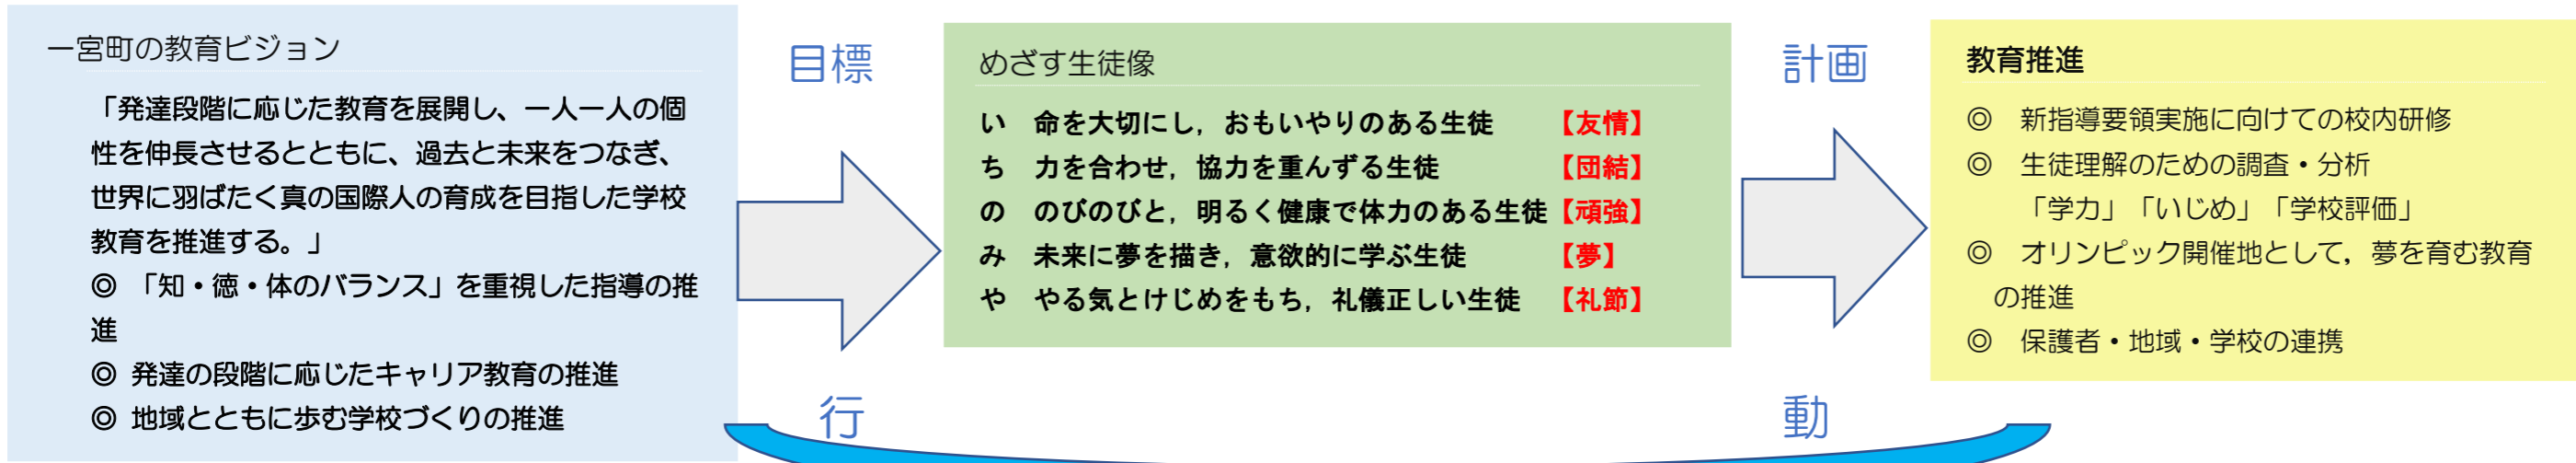 一宮町の教育ビジョン
「発達段階に応じた教育を展開し、一人一人の個
性を伸長させるとともに、過去と未来をつなぎ、
世界に羽ばたく真の国際人の育成を目指した学校
教育を推進する。」
◎ 「知・徳・体のバランス」を重視した指導の推
進
◎ 発達の段階に応じたキャリア教育の推進
◎ 地域とともに歩む学校づくりの推進
目標
めざす生徒像
い 命を大切にし，おもいやりのある生徒 【友情】
ち 力を合わせ，協力を重んずる生徒 【団結】
の のびのびと，明るく健康で体力のある生徒【頑強】
み 未来に夢を描き，意欲的に学ぶ生徒 【夢】
や やる気とけじめをもち，礼儀正しい生徒 【礼節】
計画
教育推進
◎ 新指導要領実施に向けての校内研修
◎ 生徒理解のための調査・分析
「学力」「いじめ」「学校評価」
◎ オリンピック開催地として，夢を育む教育
の推進
◎ 保護者・地域・学校の連携
行 動